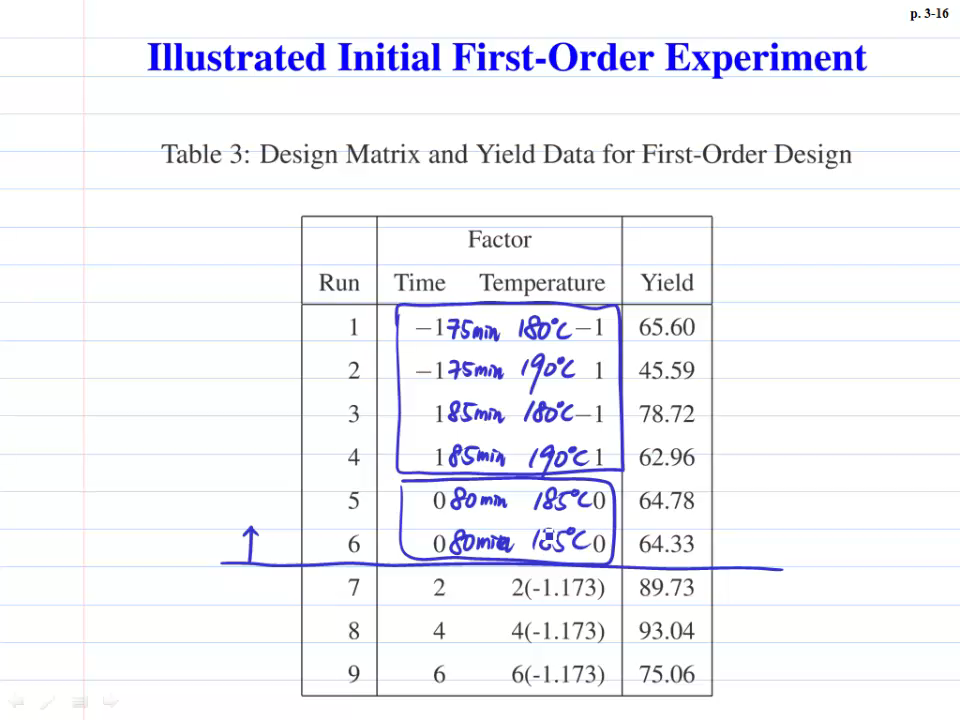 p. 3-16
Illustrated Initial First-Order Experiment
Table 3: Design Matrix and Yield Data for First-Order Design
Factor
Run Time Temperature Yield
1 −1 75min 180°C −1 65.60
2 −1 75min 190°C 1 45.59
3 1 85min 180°C −1 78.72
4 1 85min 190°C 1 62.96
5 0 80min 185°C 0 64.78
6 0 80min 185°C 0 64.33
7 2 2(-1.173) 89.73
8 4 4(-1.173) 93.04
9 6 6(-1.173) 75.06